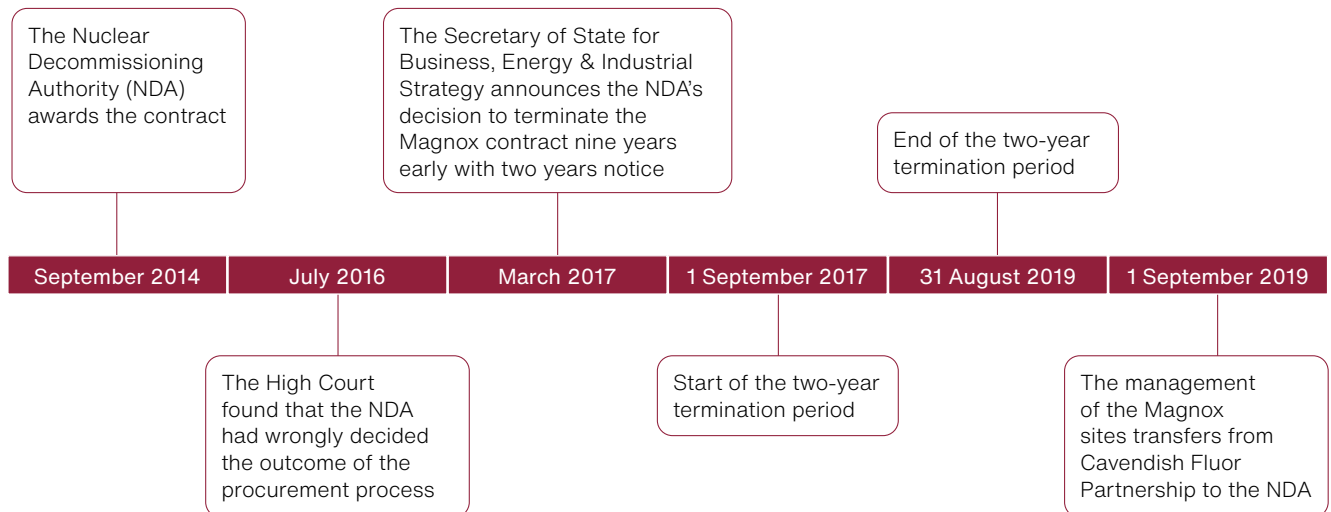 The Nuclear
Decommissioning
Authority (NDA)
awards the contract
The Secretary of State for
Business, Energy & Industrial
Strategy announces the NDA’s
decision to terminate the
Magnox contract nine years
early with two years notice
End of the two-year
termination period
September 2014
July 2016
March 2017
1 September 2017
31 August 2019
1 September 2019
The High Court
found that the NDA
had wrongly decided
the outcome of the
procurement process
Start of the two-year
termination period
The management
of the Magnox
sites transfers from
Cavendish Fluor
Partnership to the NDA